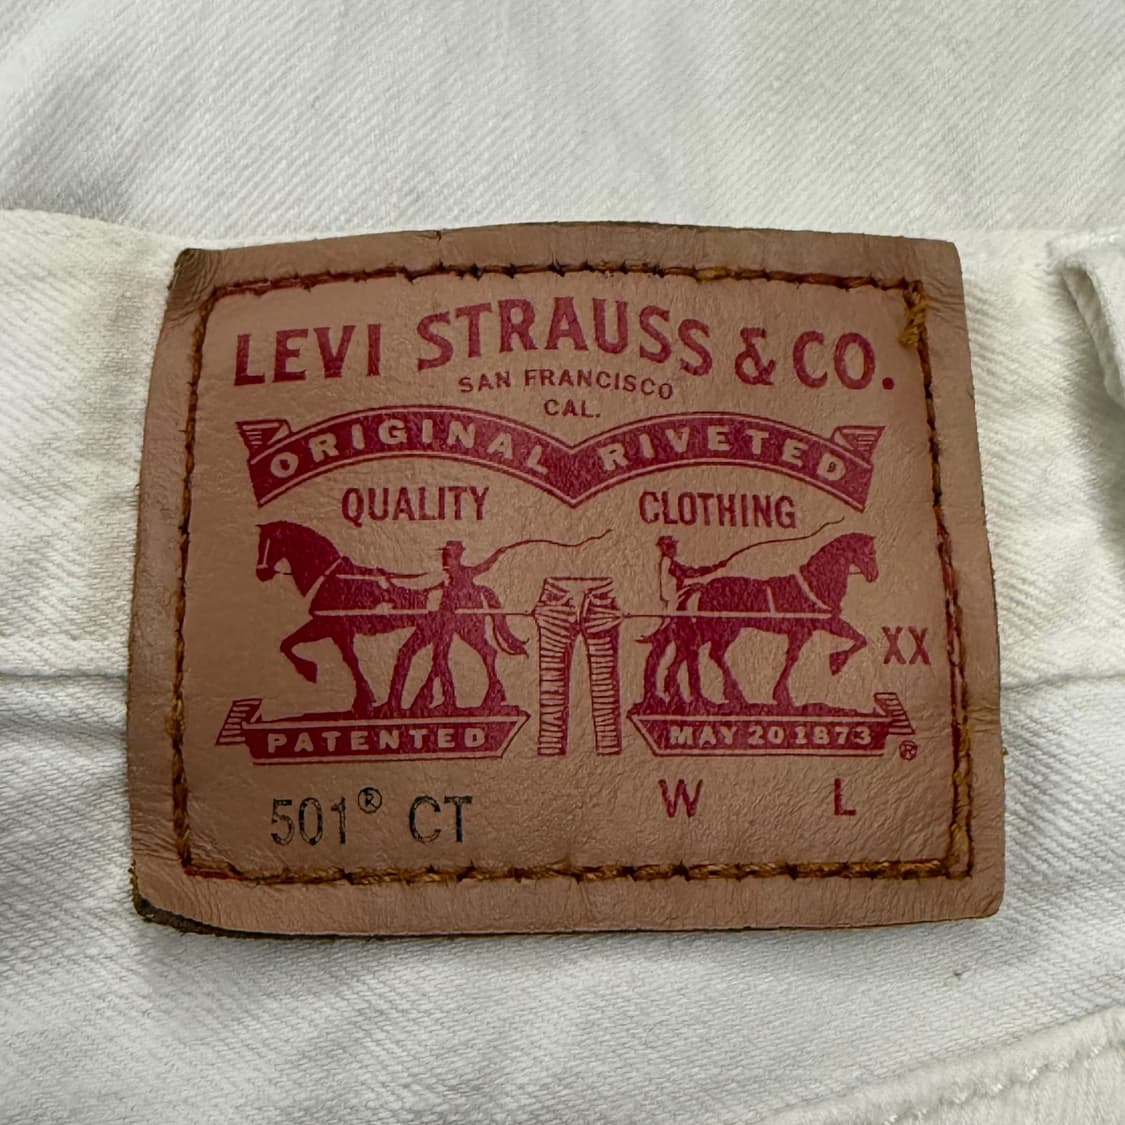 LEVI STRAUSS & CO.
SAN FRANCISCO
CAL.
ORIGINAL RIVETED
QUALITY CLOTHING
XX
PATENTED MAY 20 1873 ®
501® CT W L